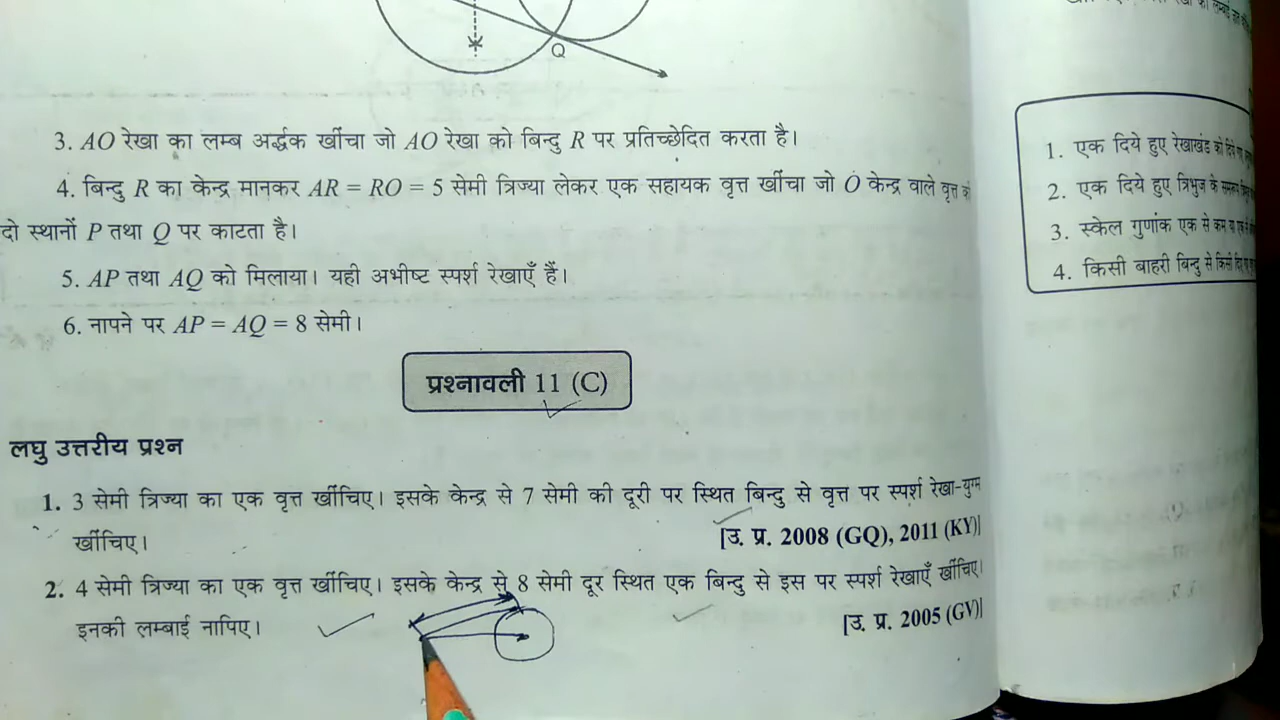 Q
3. AO रेखा का लम्ब अर्द्धक खींचा जो AO रेखा को बिन्दु R पर प्रतिच्छेदित करता है।
4. बिन्दु R का केन्द्र मानकर AR = RO = 5 सेमी त्रिज्या लेकर एक सहायक वृत्त खींचा जो O केन्द्र वाले वृत्त को
दो स्थानों P तथा Q पर काटता है।
5. AP तथा AQ को मिलाया। यही अभीष्ट स्पर्श रेखाएँ हैं।
6. नापने पर AP = AQ = 8 सेमी।
प्रश्नावली 11 (C)
लघु उत्तरीय प्रश्न
1. 3 सेमी त्रिज्या का एक वृत्त खींचिए। इसके केन्द्र से 7 सेमी की दूरी पर स्थित बिन्दु से वृत्त पर स्पर्श रेखा-युग्म
खींचिए।
[उ. प्र. 2008 (GQ), 2011 (KY)]
2. 4 सेमी त्रिज्या का एक वृत्त खींचिए। इसके केन्द्र से 8 सेमी दूर स्थित एक बिन्दु से इस पर स्पर्श रेखाएँ खींचिए।
इनकी लम्बाई नापिए।
[उ. प्र. 2005 (GV)]
1. एक दिये हुए रेखाखंड को दिये
2. एक दिये हुए त्रिभुज के समरूप
3. स्केल गुणांक एक से कम या एक से
4. किसी बाहरी बिन्दु से किसी